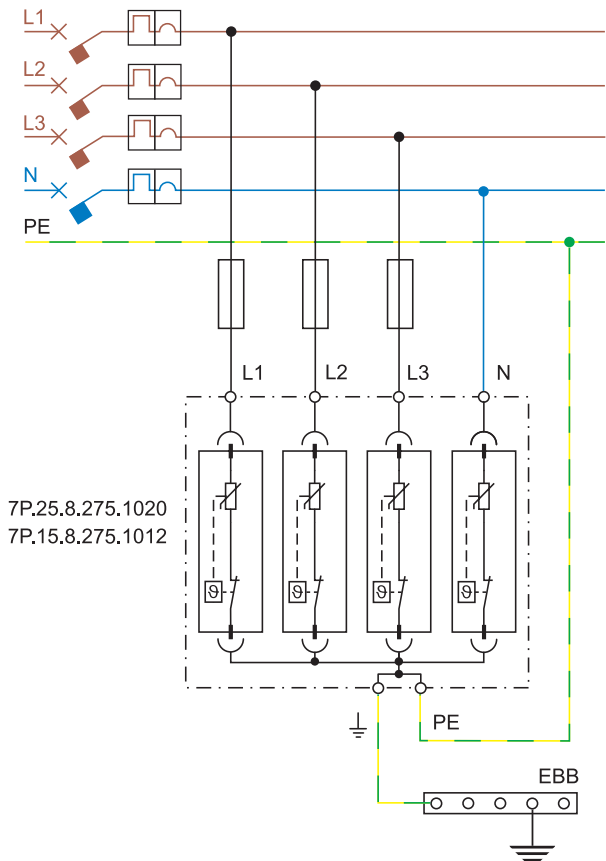 L1
L2
L3
N
PE
L1 L2 L3 N
7P.25.8.275.1020
7P.15.8.275.1012
ϑ ϑ ϑ ϑ
PE
EBB